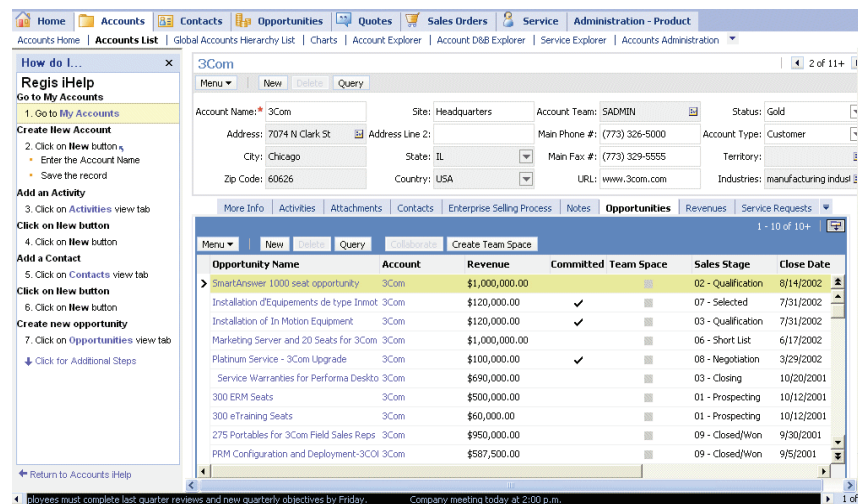 Home Accounts Contacts Opportunities Quotes Sales Orders Service Administration - Product
Accounts Home | Accounts List | Global Accounts Hierarchy List | Charts | Account Explorer | Account D&B Explorer | Service Explorer | Accounts Administration
How do I... x
Regis iHelp
Go to My Accounts
1. Go to My Accounts
Create New Account
2. Click on New button
• Enter the Account Name
• Save the record
Add an Activity
3. Click on Activities view tab
Click on New button
4. Click on New button
Add a Contact
5. Click on Contacts view tab
Click on New button
6. Click on New button
Create new opportunity
7. Click on Opportunities view tab
Click for Additional Steps
Return to Accounts iHelp
3Com 2 of 11+
Menu New Delete Query
Account Name:* 3Com Site: Headquarters Account Team: SADMIN Status: Gold
Address: 7074 N Clark St Address Line 2: Main Phone #: (773) 326-5000 Account Type: Customer
City: Chicago State: IL Main Fax #: (773) 329-5555 Territory:
Zip Code: 60626 Country: USA URL: www.3com.com Industries: manufacturing indust
More Info | Activities | Attachments | Contacts | Enterprise Selling Process | Notes | Opportunities | Revenues | Service Requests
1 - 10 of 10+
Menu New Delete Query Collaborate Create Team Space
Opportunity Name Account Revenue Committed Team Space Sales Stage Close Date
SmartAnswer 1000 seat opportunity 3Com $1,000,000.00 02 - Qualification 8/14/2002
Installation d'Equipements de type Inmot 3Com $120,000.00 ✓ 07 - Selected 7/31/2002
Installation of In Motion Equipment 3Com $120,000.00 ✓ 03 - Qualification 7/31/2002
Marketing Server and 20 Seats for 3Com 3Com $1,000,000.00 06 - Short List 6/17/2002
Platinum Service - 3Com Upgrade 3Com $100,000.00 ✓ 08 - Negotiation 3/29/2002
Service Warranties for Performa Deskto 3Com $690,000.00 03 - Closing 10/20/2001
300 ERM Seats 3Com $500,000.00 01 - Prospecting 10/12/2001
300 eTraining Seats 3Com $60,000.00 01 - Prospecting 10/12/2001
275 Portables for 3Com Field Sales Reps 3Com $950,000.00 09 - Closed/Won 9/30/2001
PRM Configuration and Deployment-3COI 3Com $587,500.00 09 - Closed/Won 9/5/2001
ployees must complete last quarter reviews and new quarterly objectives by Friday. Company meeting today at 2:00 p.m. 1 of